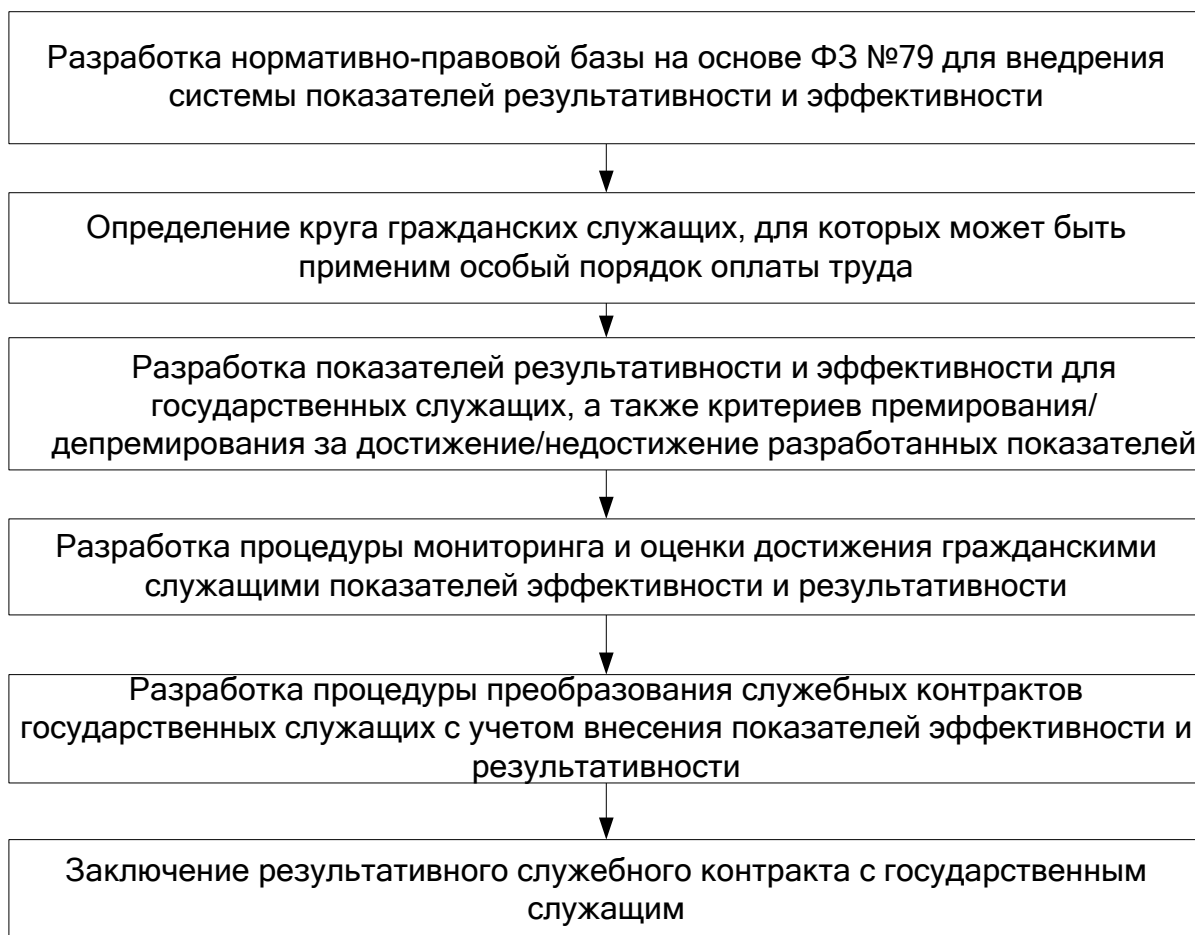 Разработка нормативно-правовой базы на основе ФЗ №79 для внедрения
системы показателей результативности и эффективности
Определение круга гражданских служащих, для которых может быть
применим особый порядок оплаты труда
Разработка показателей результативности и эффективности для
государственных служащих, а также критериев премирования/
депремирования за достижение/недостижение разработанных показателей
Разработка процедуры мониторинга и оценки достижения гражданскими
служащими показателей эффективности и результативности
Разработка процедуры преобразования служебных контрактов
государственных служащих с учетом внесения показателей эффективности и
результативности
Заключение результативного служебного контракта с государственным
служащим